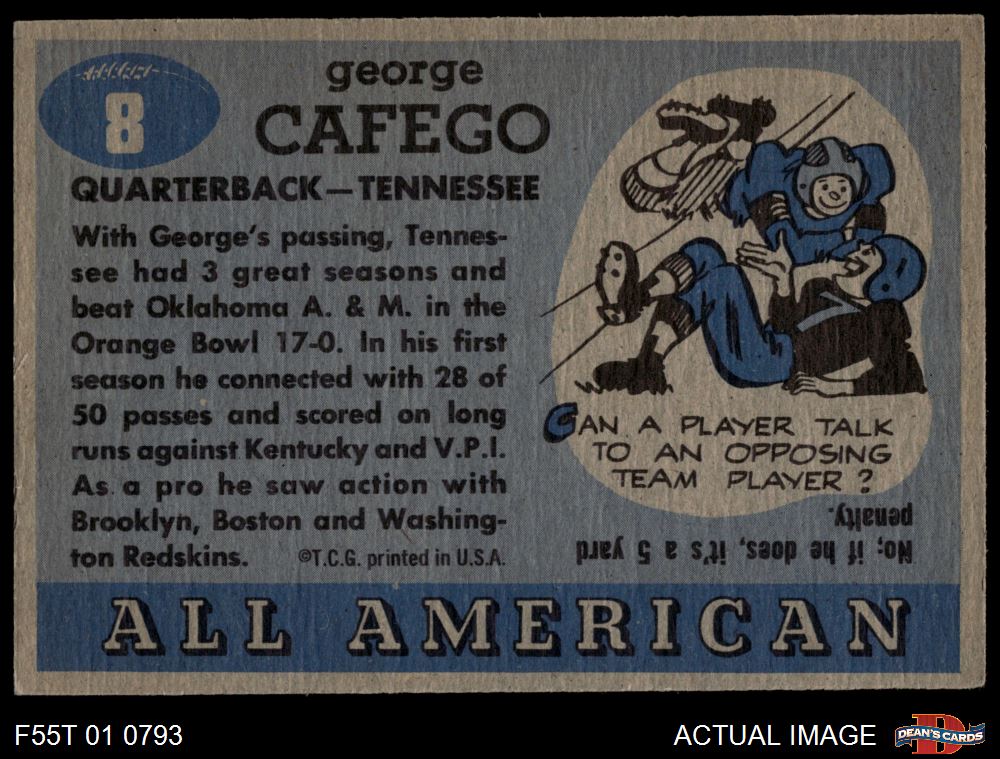 8
george
CAFEGO
QUARTERBACK—TENNESSEE
With George's passing, Tennes-
see had 3 great seasons and
beat Oklahoma A. & M. in the
Orange Bowl 17-0. In his first
season he connected with 28 of
50 passes and scored on long
runs against Kentucky and V.P.I.
As a pro he saw action with
Brooklyn, Boston and Washing-
ton Redskins. ©T.C.G. printed in U.S.A.
7
CAN A PLAYER TALK
TO AN OPPOSING
TEAM PLAYER?
No; if he does, it's a 5 yard
penalty.
ALL AMERICAN
F55T 01 0793
ACTUAL IMAGE
D
DEAN'S CARDS